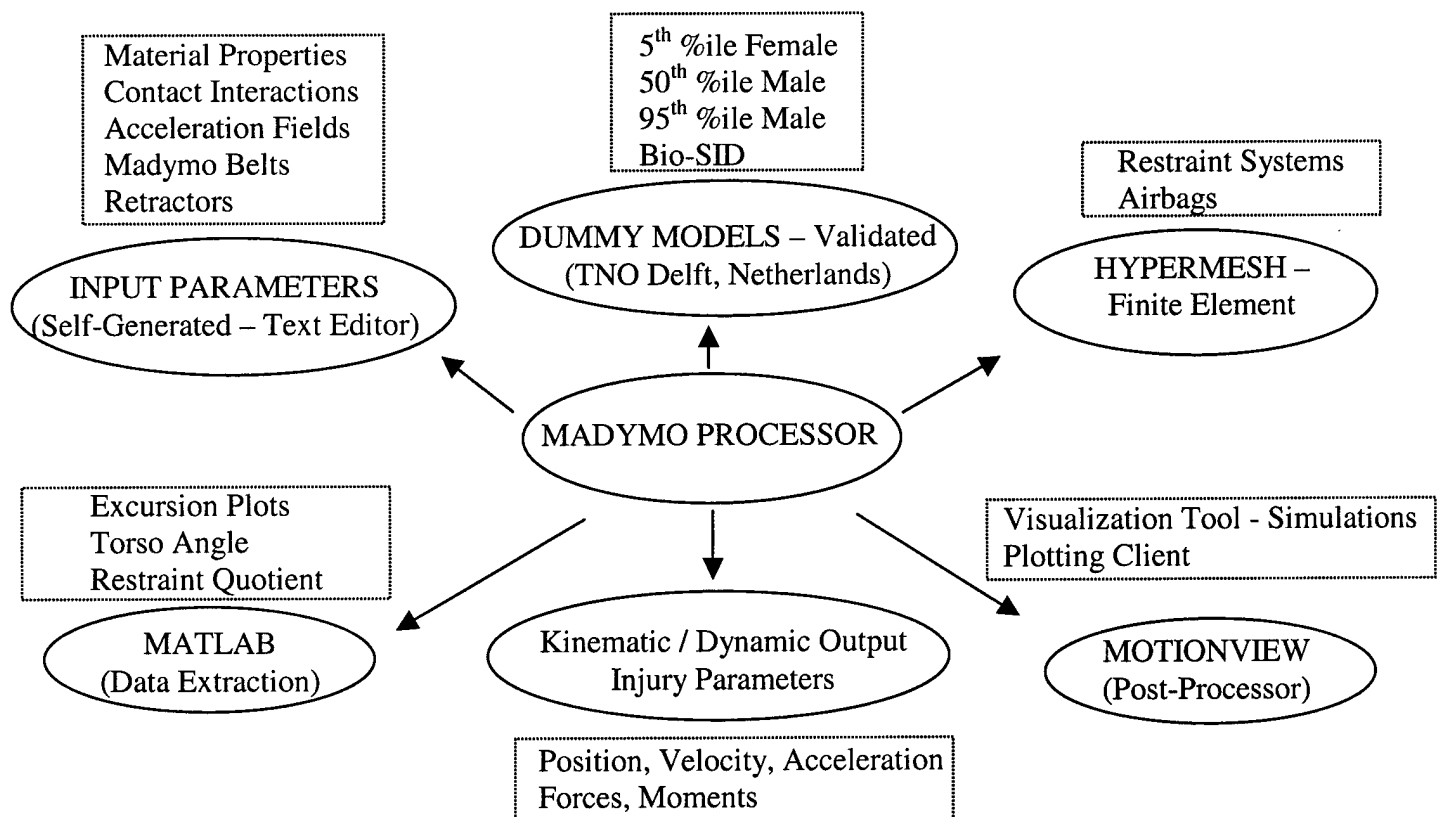 Material Properties
Contact Interactions
Acceleration Fields
Madymo Belts
Retractors
INPUT PARAMETERS
(Self-Generated – Text Editor)
5th %ile Female
50th %ile Male
95th %ile Male
Bio-SID
DUMMY MODELS – Validated
(TNO Delft, Netherlands)
Restraint Systems
Airbags
HYPERMESH –
Finite Element
MADYMO PROCESSOR
Excursion Plots
Torso Angle
Restraint Quotient
MATLAB
(Data Extraction)
Kinematic / Dynamic Output
Injury Parameters
Position, Velocity, Acceleration
Forces, Moments
Visualization Tool - Simulations
Plotting Client
MOTIONVIEW
(Post-Processor)